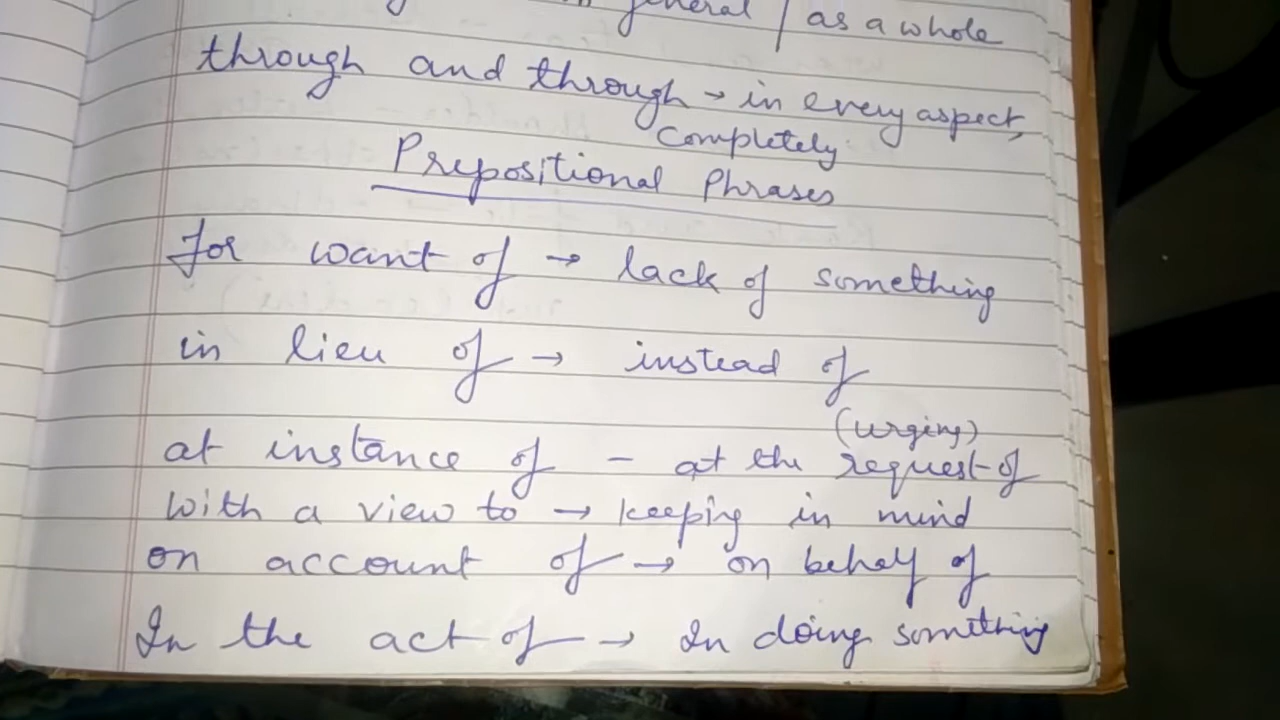 general / as a whole
through and through → in every aspect,
completely
Prepositional Phrases
for want of → lack of something
in lieu of → instead of
(urging)
at instance of - at the request of
with a view to → keeping in mind
on account of → on behalf of
In the act of → In doing something